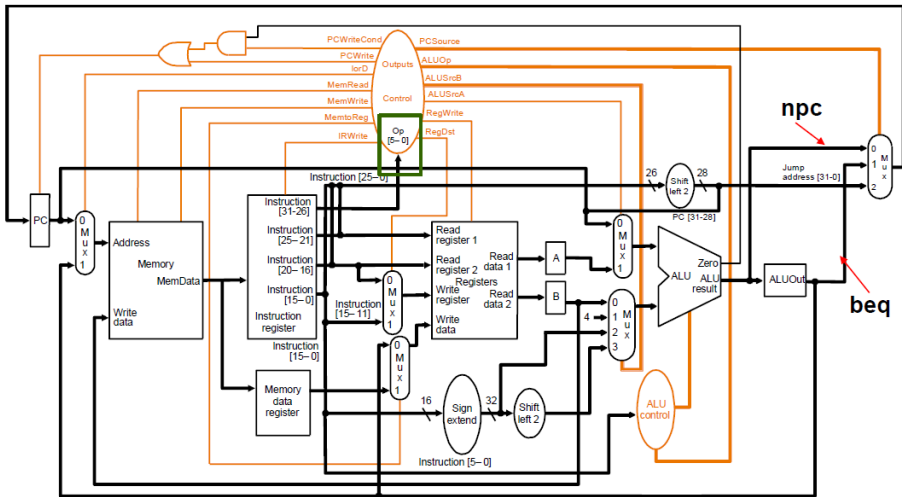 PCWriteCond
PCSource
PCWrite
ALUOp
IorD
Outputs
ALUSrcB
MemRead
ALUSrcA
MemWrite
Control
RegWrite
MemtoReg
RegDst
IRWrite
Op
[5–0]
npc
0
1
2
M
u
x
Instruction [25–0]
26
28
Shift
left 2
Jump
address [31-0]
PC [31-28]
PC
0
M
u
x
1
Address
Memory
MemData
Write
data
Instruction
[31-26]
Instruction
[25–21]
Instruction
[20–16]
Instruction
[15–0]
Instruction
register
Instruction
[15–11]
Instruction
[15–0]
0
M
u
x
1
0
M
u
x
1
Memory
data
register
Read
register 1
Read
register 2
Registers
Write
register
Write
data
Read
data 1
Read
data 2
A
B
0
M
u
x
1
4
0
1
2
3
M
u
x
Zero
ALU
ALU
result
ALUOut
beq
16
Sign
extend
32
Shift
left 2
ALU
control
Instruction [5–0]